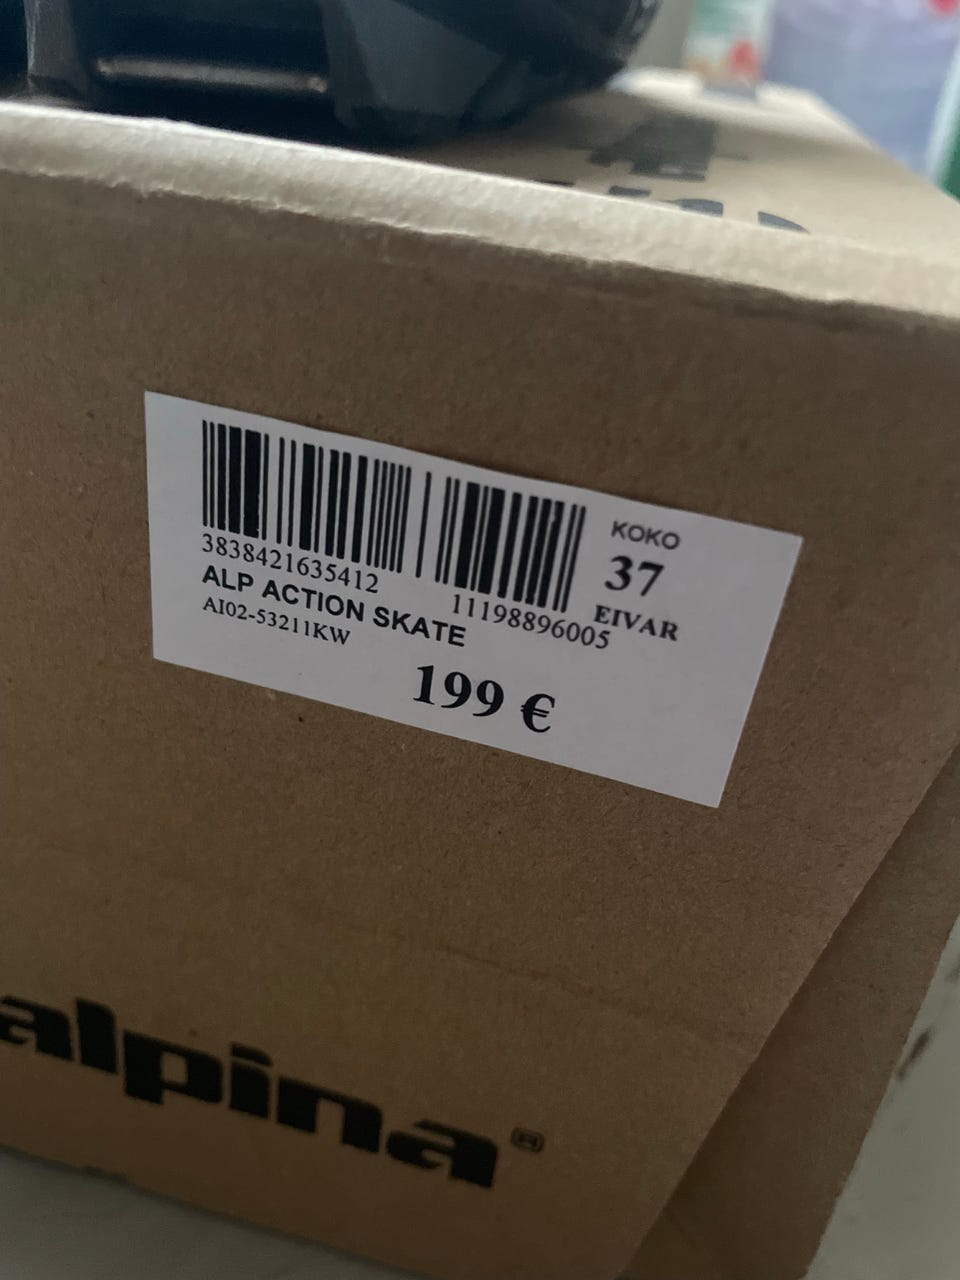 KOKO
37
EIVAR
3838421635412
11198896005
ALP ACTION SKATE
AI02-53211KW
199 €
alpina®